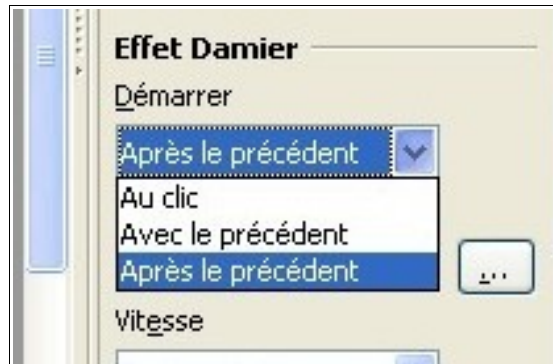 Effet Damier
Démarrer
Après le précédent
Au clic
Avec le précédent
Après le précédent
...
Vitesse